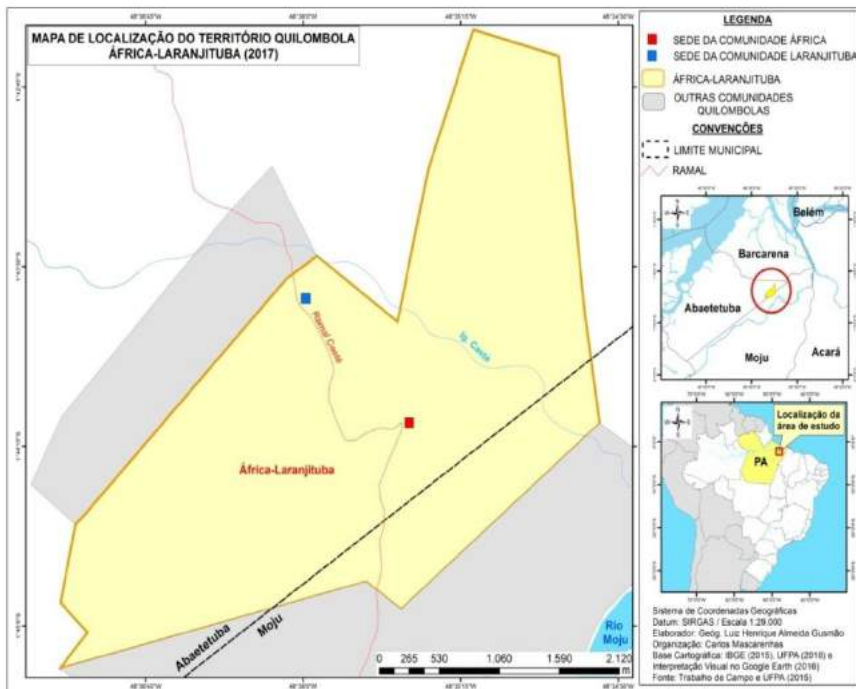 MAPA DE LOCALIZAÇÃO DO TERRITÓRIO QUILOMBOLA
ÁFRICA-LARANJITUBA (2017)
Ramal Caeté
Ig. Caeté
África-Laranjituba
Abaetetuba
Moju
Rio
Moju
0 265 530 1.060 1.590 2.120
m
LEGENDA
SEDE DA COMUNIDADE ÁFRICA
SEDE DA COMUNIDADE LARANJITUBA
ÁFRICA-LARANJITUBA
OUTRAS COMUNIDADES
QUILOMBOLAS
CONVENÇÕES
LIMITE MUNICIPAL
RAMAL
Belém
Barcarena
Abaetetuba
Moju
Acará
Localização da
área de estudo
PA
Sistema de Coordenadas Geográficas
Datum: SIRGAS / Escala 1:29.000
Elaborador: Geóg. Luiz Henrique Almeida Gusmão
Organização: Carlos Mascarenhas
Base Cartográfica: IBGE (2015), UFPA (2016) e
Interpretação Visual no Google Earth (2016)
Fonte: Trabalho de Campo e UFPA (2015)